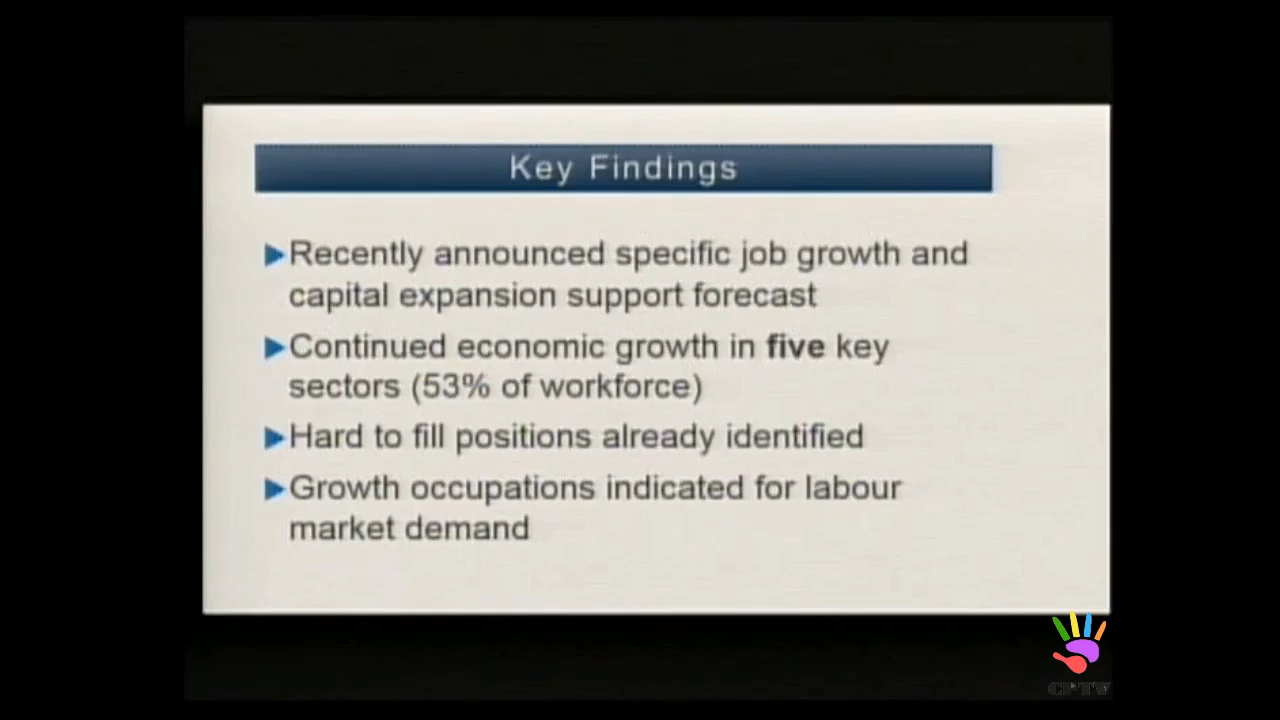 Key Findings
Recently announced specific job growth and
capital expansion support forecast
Continued economic growth in five key
sectors (53% of workforce)
Hard to fill positions already identified
Growth occupations indicated for labour
market demand
CPTV